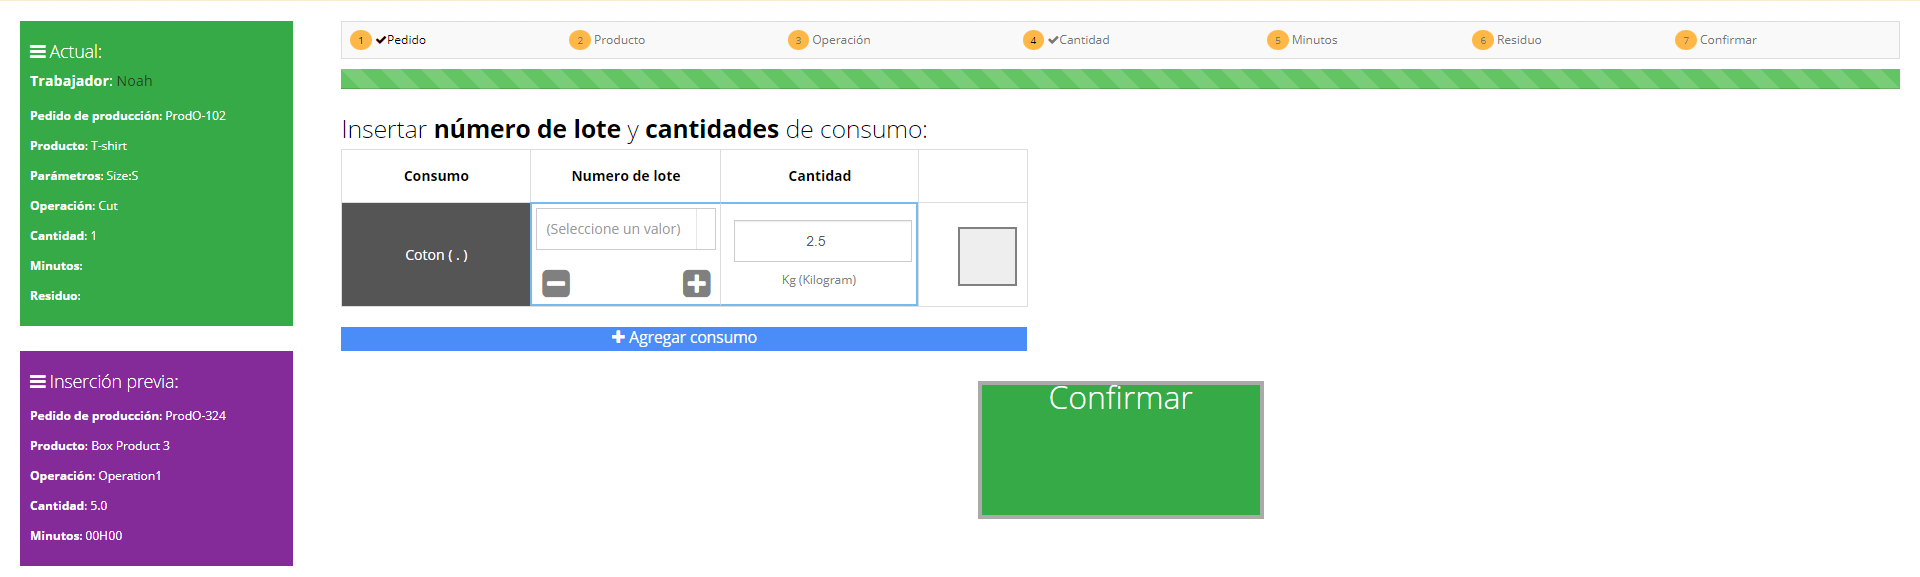 Actual:
Trabajador: Noah
Pedido de producción: ProdO-102
Producto: T-shirt
Parámetros: Size:S
Operación: Cut
Cantidad: 1
Minutos:
Residuo:
Inserción previa:
Pedido de producción: ProdO-324
Producto: Box Product 3
Operación: Operation1
Cantidad: 5.0
Minutos: 00H00
1 Pedido 2 Producto 3 Operación 4 Cantidad 5 Minutos 6 Residuo 7 Confirmar
Insertar número de lote y cantidades de consumo:
Consumo Numero de lote Cantidad
Coton ( . ) (Seleccione un valor) 2.5
Kg (Kilogram)
Agregar consumo
Confirmar